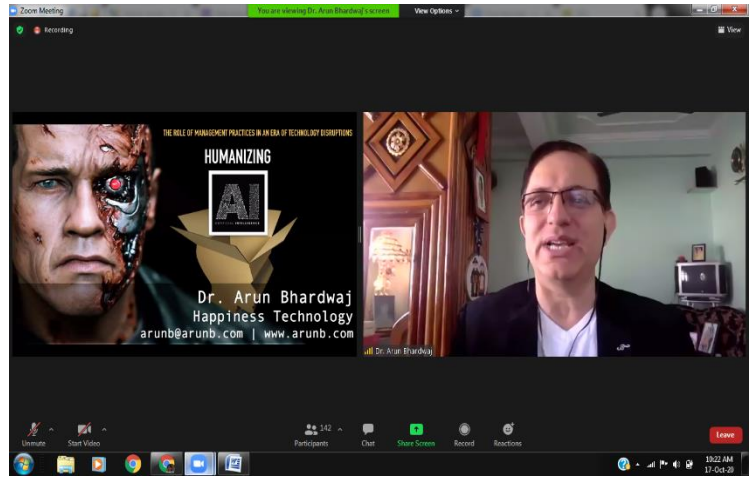 Zoom Meeting
You are viewing Dr. Arun Bhardwaj's screen
View Options
Recording
View
THE ROLE OF MANAGEMENT PRACTICES IN AN ERA OF TECHNOLOGY DISRUPTIONS
HUMANIZING
AI
Dr. Arun Bhardwaj
Happiness Technology
arunb@arunb.com | www.arunb.com
Dr. Arun Bhardwaj
Unmute
Start Video
142
Participants
Chat
Share Screen
Record
Reactions
Leave
10:22 AM
17-Oct-20